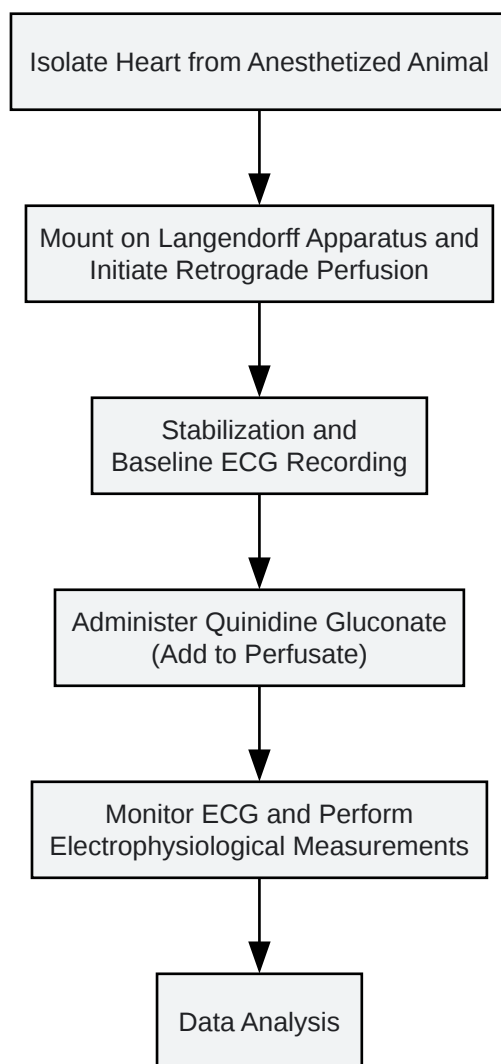 Isolate Heart from Anesthetized Animal
Mount on Langendorff Apparatus and
Initiate Retrograde Perfusion
Stabilization and
Baseline ECG Recording
Administer Quinidine Gluconate
(Add to Perfusate)
Monitor ECG and Perform
Electrophysiological Measurements
Data Analysis